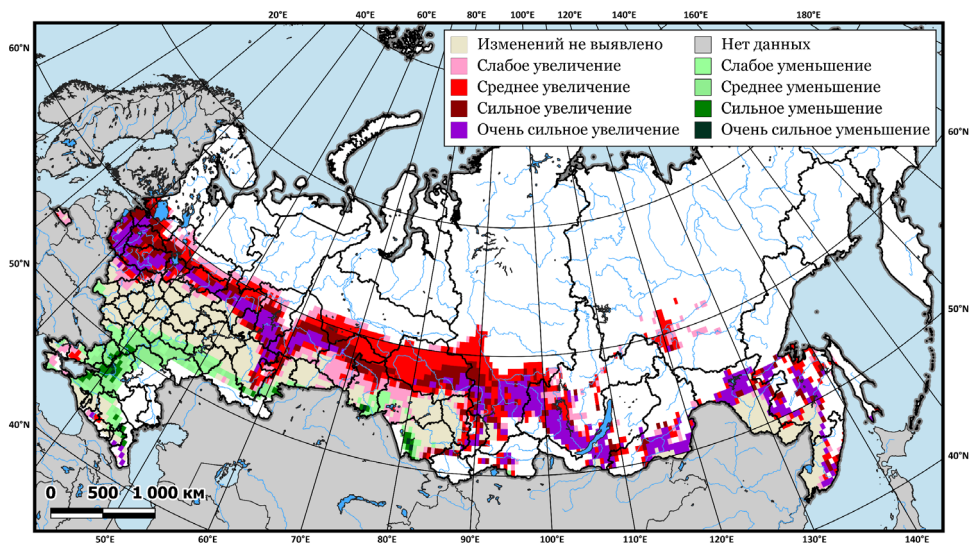 20°E 40°E 60°E 80°E 100°E 120°E 140°E 160°E 180°E
60°N
Изменений не выявлено
Слабое увеличение
Среднее увеличение
Сильное увеличение
Очень сильное увеличение
Нет данных
Слабое уменьшение
Среднее уменьшение
Сильное уменьшение
Очень сильное уменьшение
60°N
50°N
50°N
40°N
40°N
0 500 1 000 км
50°E 60°E 70°E 80°E 90°E 100°E 110°E 120°E 130°E 140°E